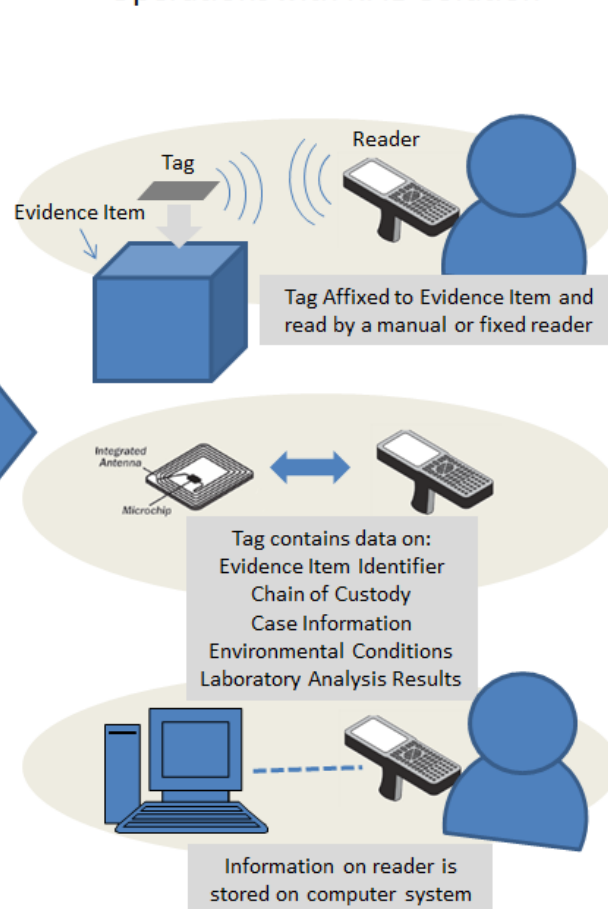 Reader
Tag
Evidence Item
Tag Affixed to Evidence Item and
read by a manual or fixed reader
Integrated
Antenna
Microchip
Tag contains data on:
Evidence Item Identifier
Chain of Custody
Case Information
Environmental Conditions
Laboratory Analysis Results
Information on reader is
stored on computer system